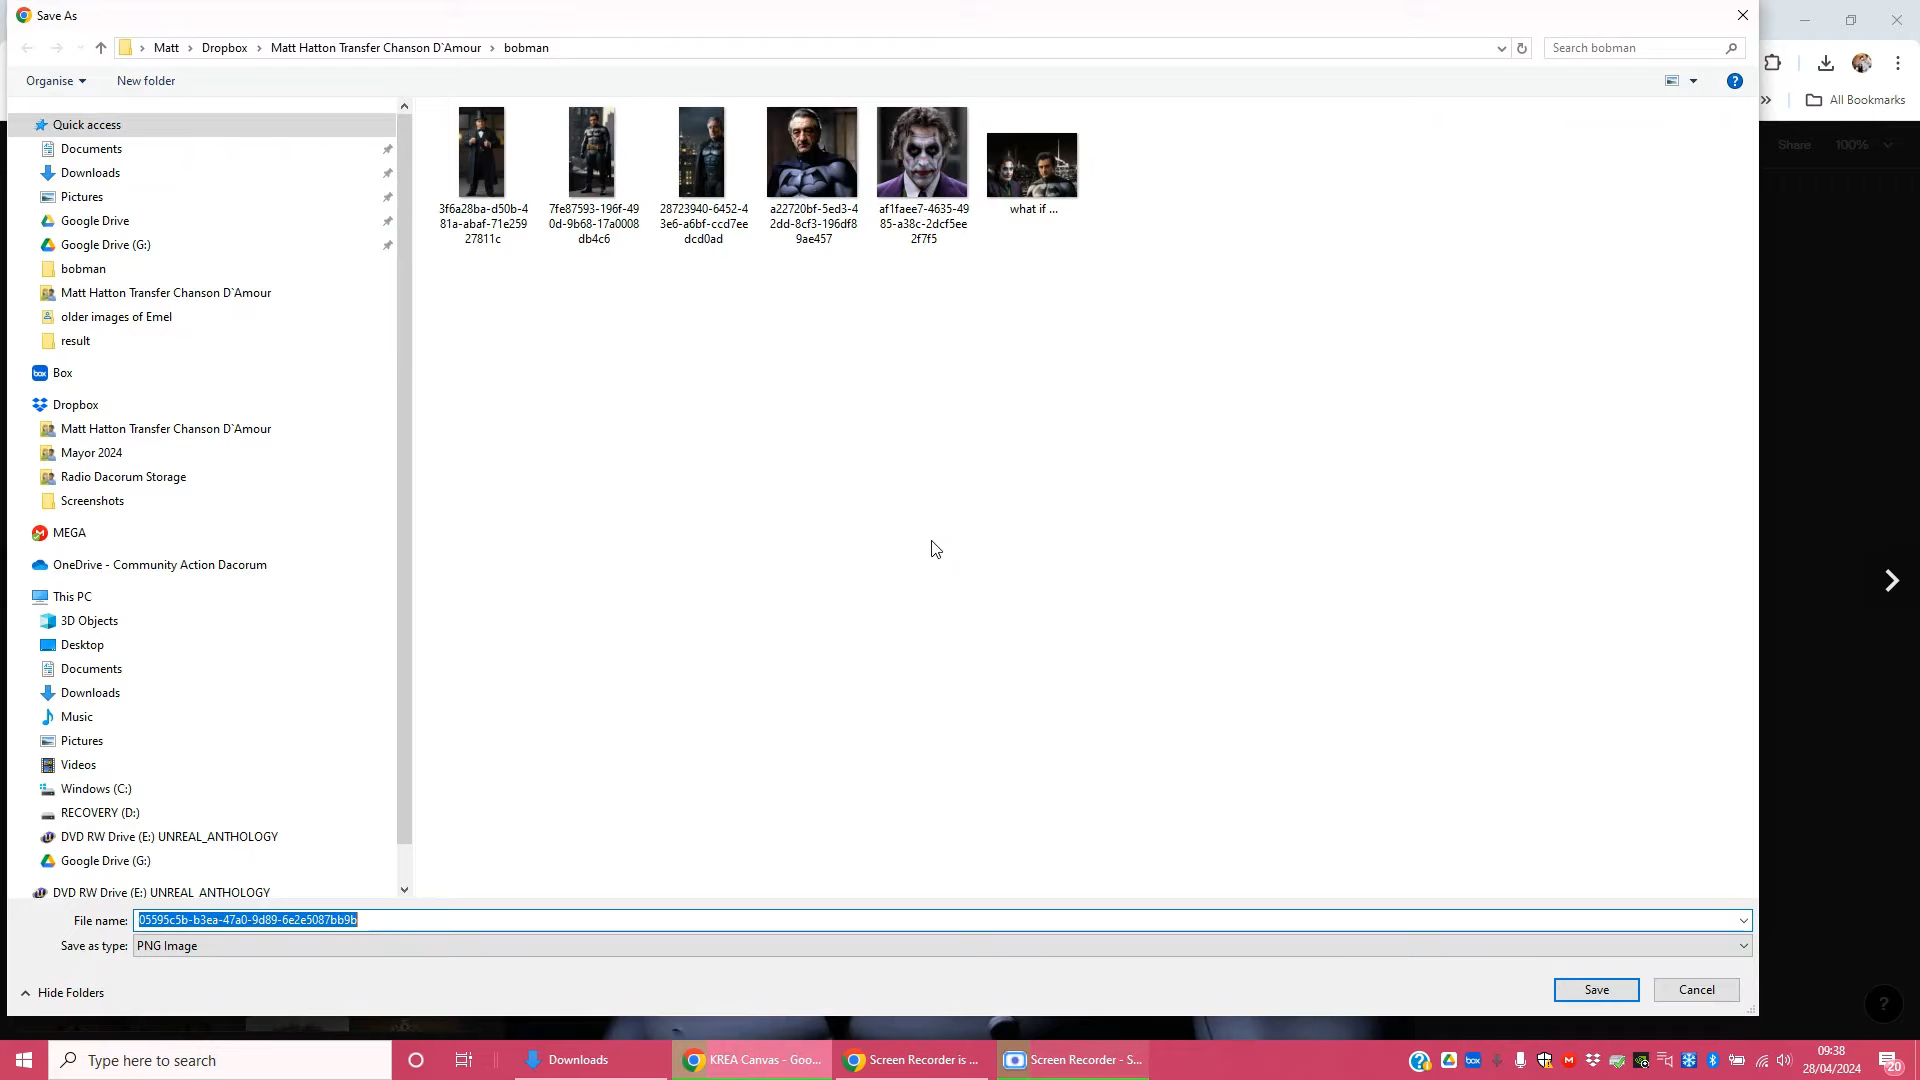 Save As
Matt
Dropbox
Matt Hatton Transfer Chanson D`Amour
bobman
Search bobman
Organise
New folder
All Bookmarks
Share
100%
Quick access
Documents
Downloads
Pictures
Google Drive
Google Drive (G:)
bobman
Matt Hatton Transfer Chanson D`Amour
older images of Emel
result
Box
Dropbox
Matt Hatton Transfer Chanson D`Amour
Mayor 2024
Radio Dacorum Storage
Screenshots
MEGA
OneDrive - Community Action Dacorum
This PC
3D Objects
Desktop
Documents
Downloads
Music
Pictures
Videos
Windows (C:)
RECOVERY (D:)
DVD RW Drive (E:) UNREAL_ANTHOLOGY
Google Drive (G:)
DVD RW Drive (E:) UNREAL_ANTHOLOGY
3f6a28ba-d50b-4
81a-abaf-71e259
27811c
7fe87593-196f-49
0d-9b68-17a0008
db4c6
28723940-6452-4
3e6-a6bf-ccd7ee
dcd0ad
a22720bf-5ed3-4
2dd-8cf3-196df8
9ae457
af1faee7-4635-49
85-a38c-2dcf5ee
2f7f5
what if ...
File name:
05595c5b-b3ea-47a0-9d89-6e2e5087bb9b
Save as type:
PNG Image
Hide Folders
Save
Cancel
Type here to search
Downloads
KREA Canvas - Goo...
Screen Recorder is ...
Screen Recorder - S...
box
09:38
28/04/2024
20